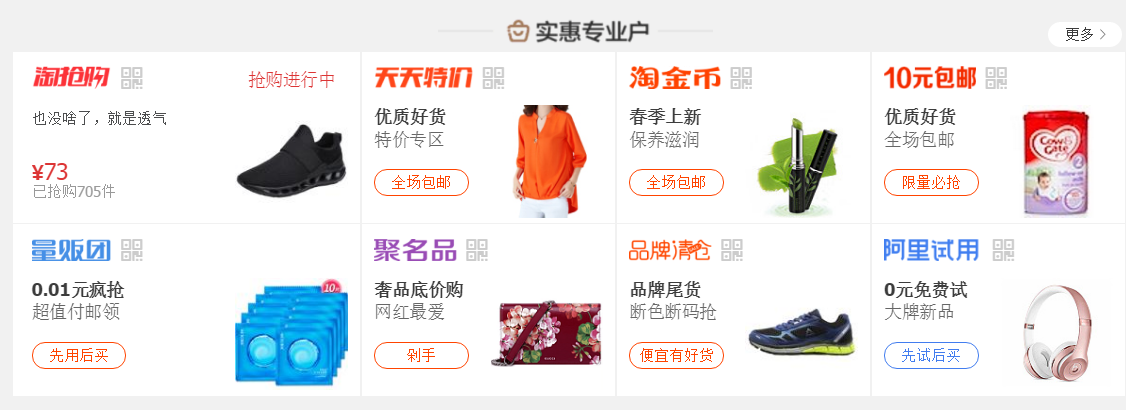 实惠专业户
更多
淘抢购
抢购进行中
也没啥了，就是透气
¥73
已抢购705件
天天特价
优质好货
特价专区
全场包邮
淘金币
春季上新
保养滋润
全场包邮
10元包邮
优质好货
全场包邮
限量必抢
Cow&
Gate
2
量贩团
0.01元疯抢
超值付邮领
先用后买
10+
聚名品
奢品底价购
网红最爱
剁手
品牌清仓
品牌尾货
断色断码抢
便宜有好货
阿里试用
0元免费试
大牌新品
先试后买